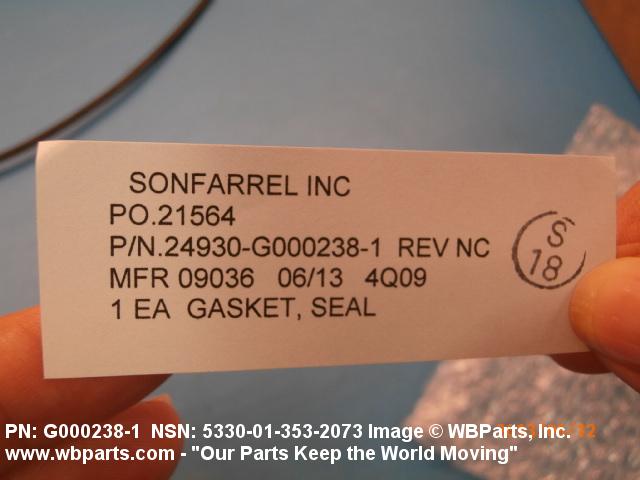 SONFARREL INC
PO.21564
P/N.24930-G000238-1 REV NC
MFR 09036 06/13 4Q09
1 EA GASKET, SEAL
S
18
PN: G000238-1 NSN: 5330-01-353-2073 Image © WBParts, Inc.
www.wbparts.com - "Our Parts Keep the World Moving"